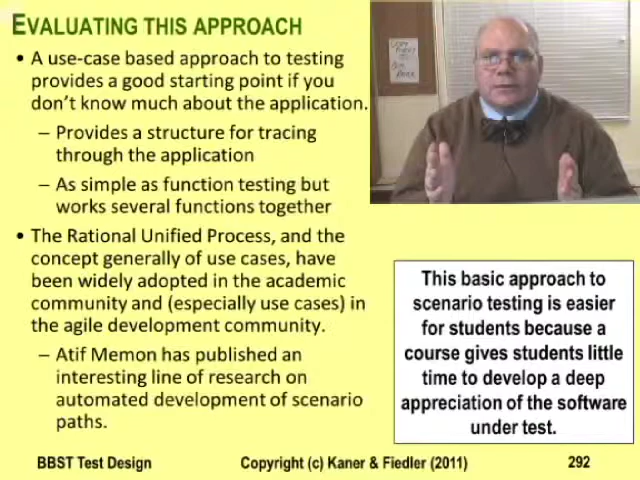 EVALUATING THIS APPROACH
• A use-case based approach to testing
provides a good starting point if you
don't know much about the application.
– Provides a structure for tracing
through the application
– As simple as function testing but
works several functions together
• The Rational Unified Process, and the
concept generally of use cases, have
been widely adopted in the academic
community and (especially use cases) in
the agile development community.
– Atif Memon has published an
interesting line of research on
automated development of scenario
paths.
This basic approach to
scenario testing is easier
for students because a
course gives students little
time to develop a deep
appreciation of the software
under test.
BBST Test Design
Copyright (c) Kaner & Fiedler (2011)
292